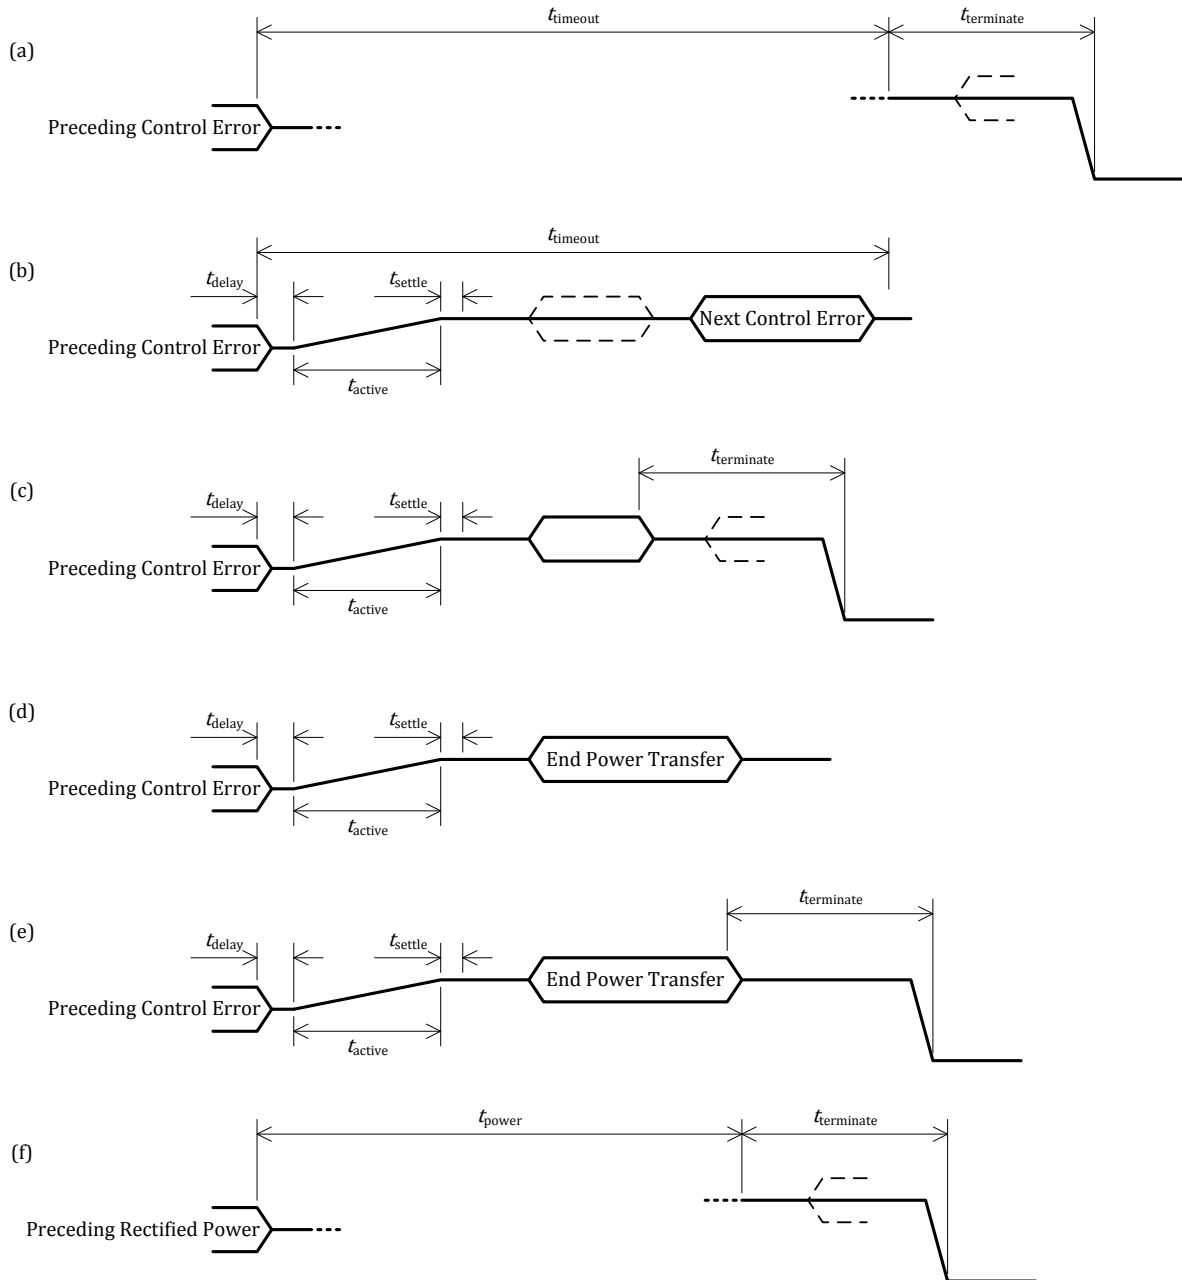 t_timeout t_terminate
(a)
Preceding Control Error
t_timeout
(b)
t_delay t_settle
Next Control Error
Preceding Control Error
t_active
t_terminate
(c)
t_delay t_settle
Preceding Control Error
t_active
(d)
t_delay t_settle
End Power Transfer
Preceding Control Error
t_active
t_terminate
(e)
t_delay t_settle
End Power Transfer
Preceding Control Error
t_active
t_power t_terminate
(f)
Preceding Rectified Power